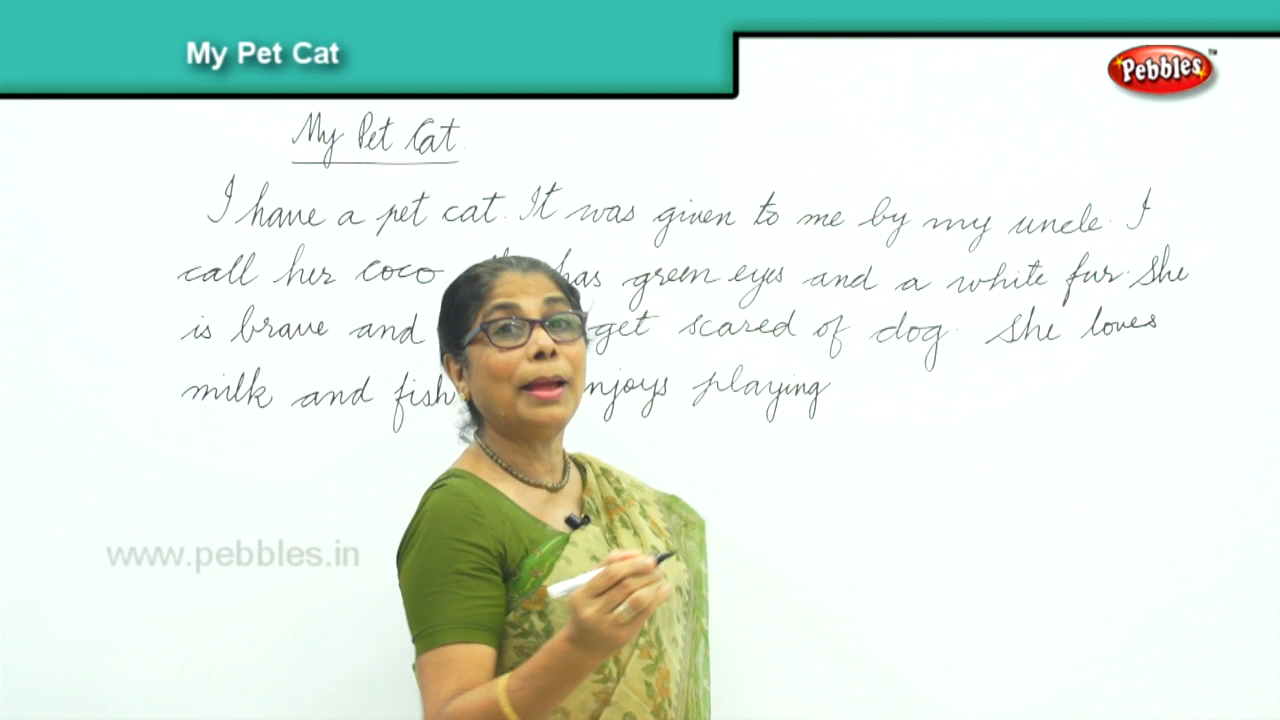 My Pet Cat
Pebbles™
My Pet Cat
I have a pet cat. It was given to me by my uncle. I
call her coco has green eyes and a white fur. She
is brave and get scared of dog. She loves
milk and fish njoys playing
www.pebbles.in